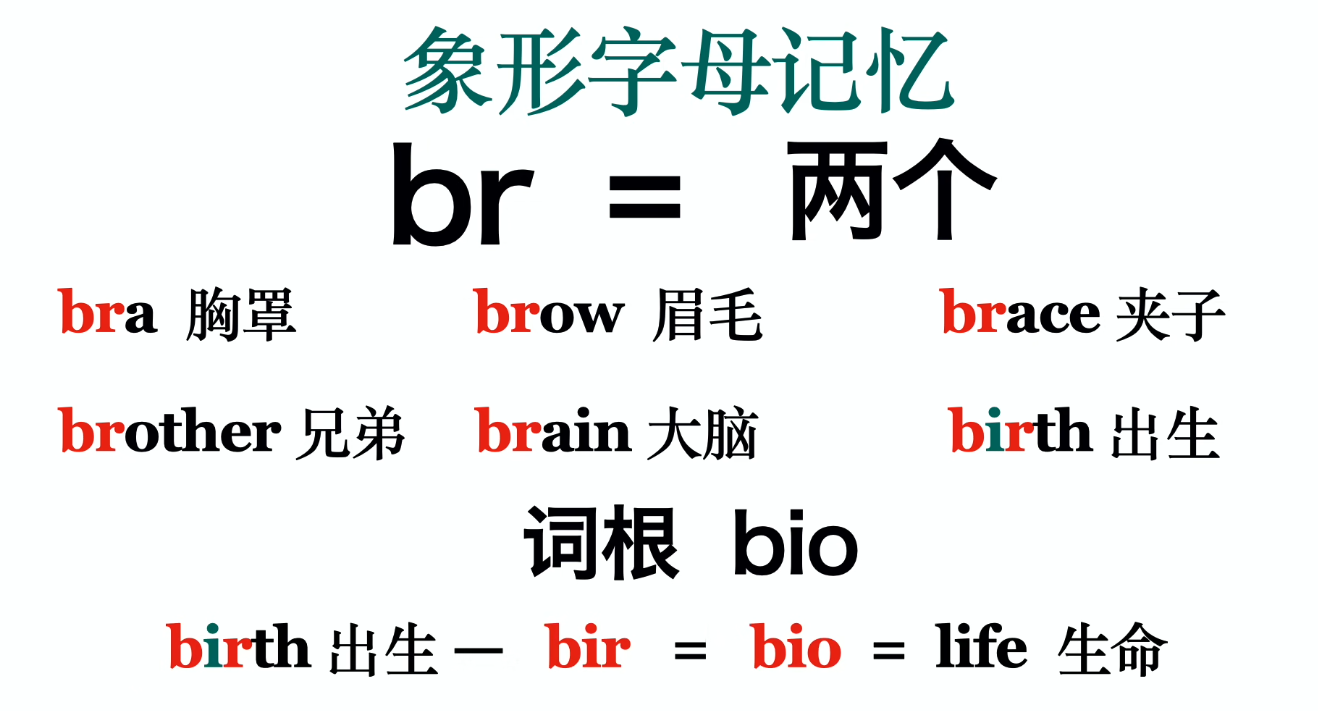 象形字母记忆
br = 两个
bra 胸罩 brow 眉毛 brace 夹子
brother 兄弟 brain 大脑 birth 出生
词根 bio
birth 出生 — bir = bio = life 生命